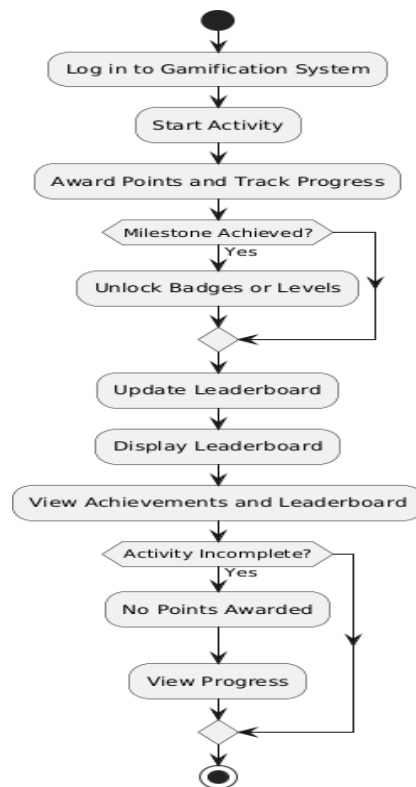 Log in to Gamification System
Start Activity
Award Points and Track Progress
Milestone Achieved?
Yes
Unlock Badges or Levels
Update Leaderboard
Display Leaderboard
View Achievements and Leaderboard
Activity Incomplete?
Yes
No Points Awarded
View Progress